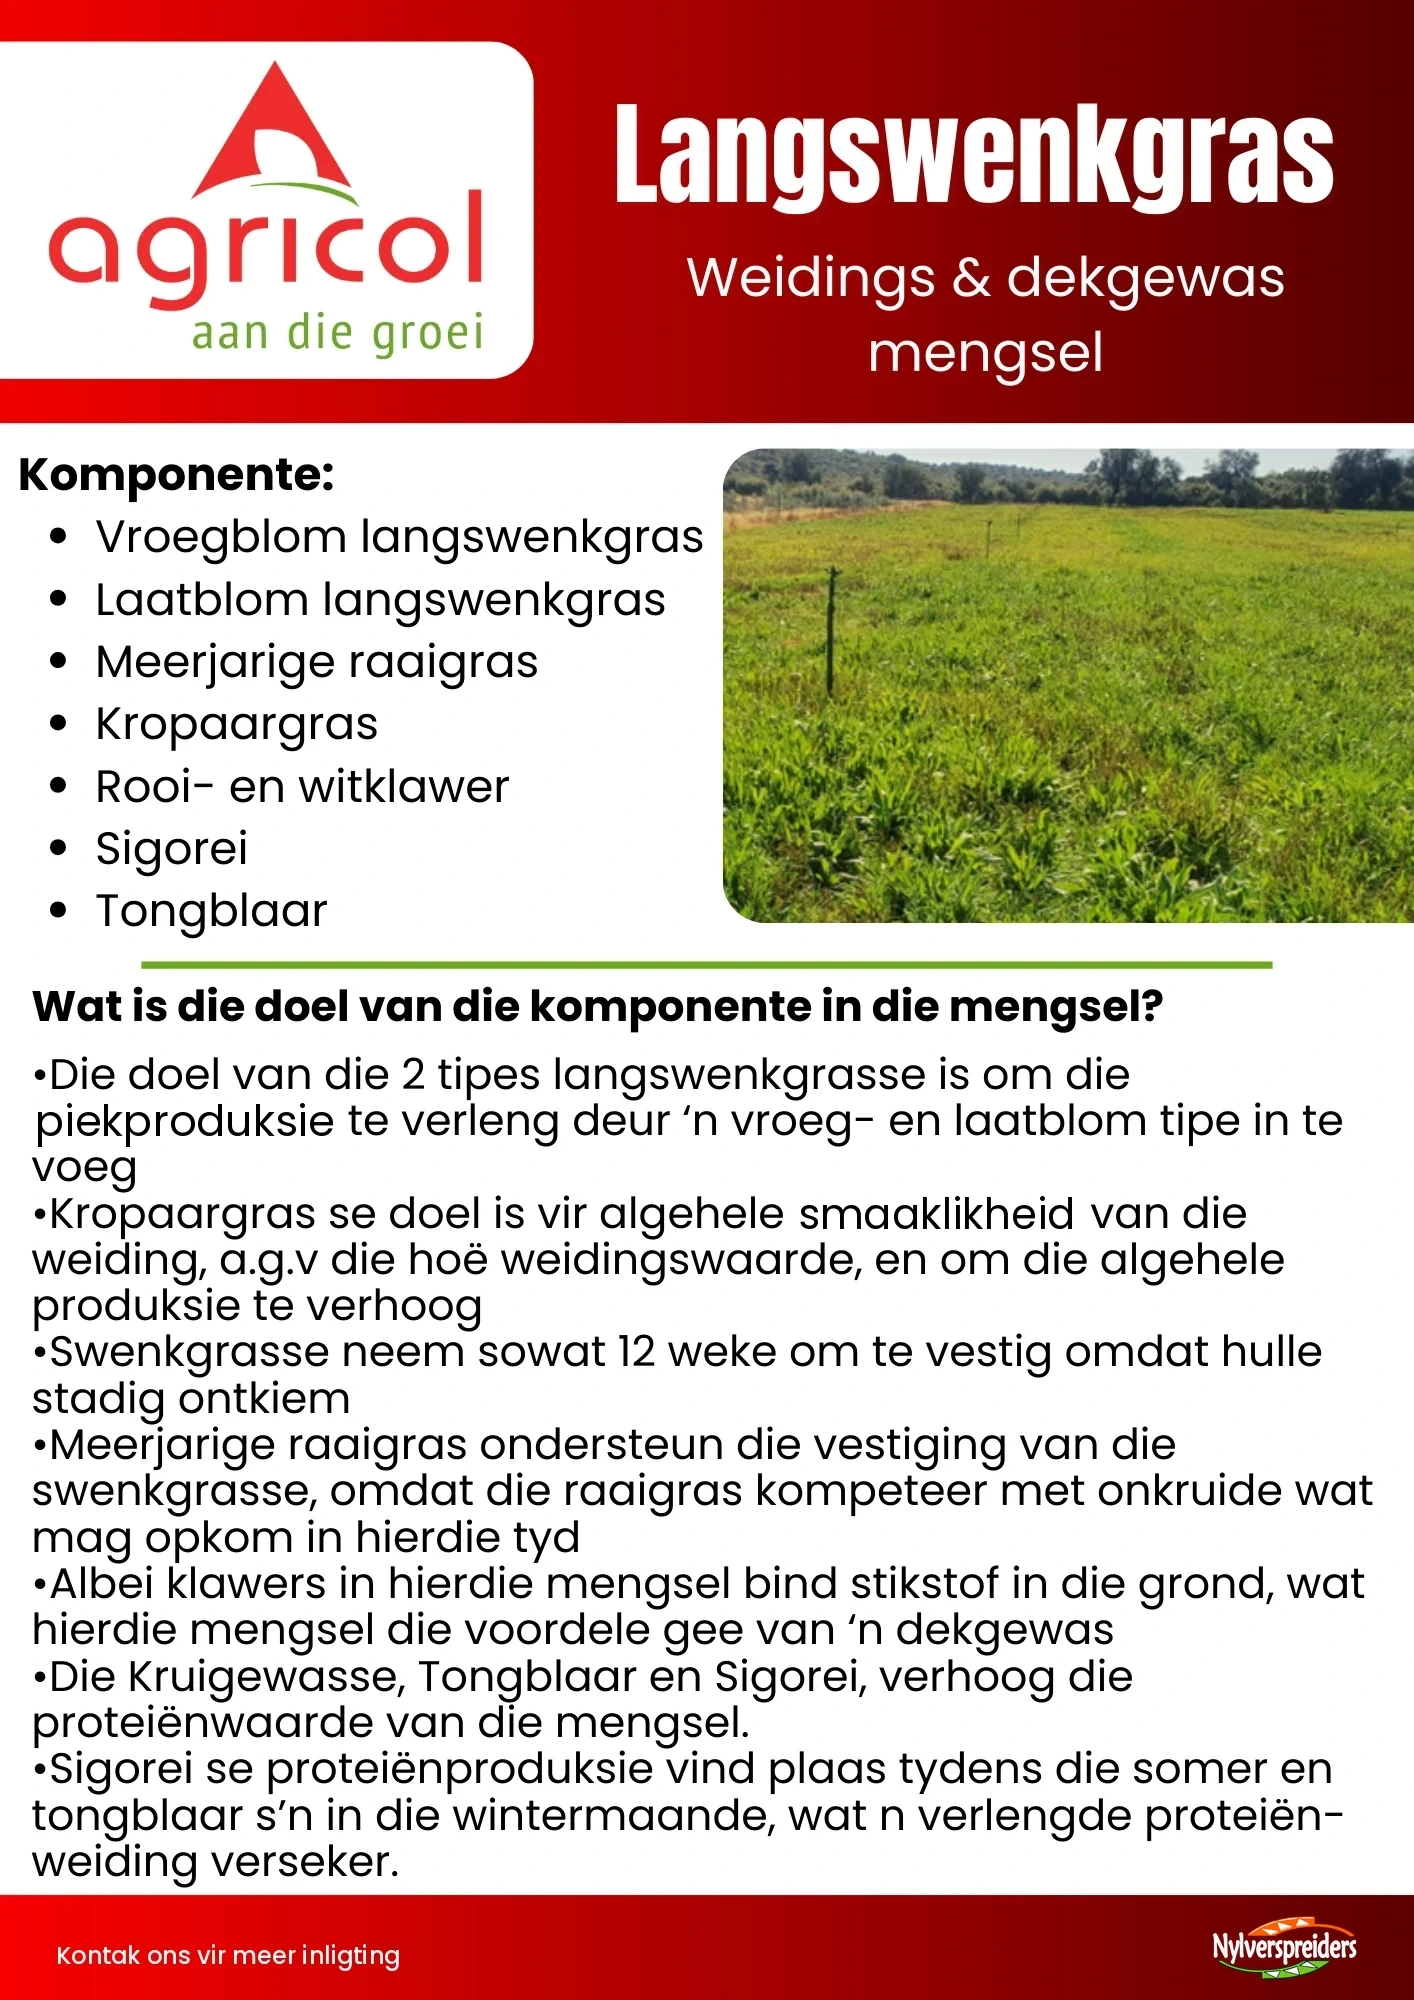 agricol
aan die groei
Langswenkgras
Weidings & dekgewas
mengsel
Komponente:
• Vroegblom langswenkgras
• Laatblom langswenkgras
• Meerjarige raaigras
• Kropaargras
• Rooi- en witklawer
• Sigorei
• Tongblaar
Wat is die doel van die komponente in die mengsel?
•Die doel van die 2 tipes langswenkgrasse is om die
piekproduksie te verleng deur ‘n vroeg- en laatblom tipe in te
voeg
•Kropaargras se doel is vir algehele smaaklikheid van die
weiding, a.g.v die hoë weidingswaarde, en om die algehele
produksie te verhoog
•Swenkgrasse neem sowat 12 weke om te vestig omdat hulle
stadig ontkiem
•Meerjarige raaigras ondersteun die vestiging van die
swenkgrasse, omdat die raaigras kompeteer met onkruide wat
mag opkom in hierdie tyd
•Albei klawers in hierdie mengsel bind stikstof in die grond, wat
hierdie mengsel die voordele gee van ‘n dekgewas
•Die Kruigewasse, Tongblaar en Sigorei, verhoog die
proteiënwaarde van die mengsel.
•Sigorei se proteiënproduksie vind plaas tydens die somer en
tongblaar s’n in die wintermaande, wat n verlengde proteiën-
weiding verseker.
Kontak ons vir meer inligting
Nylverspreiders